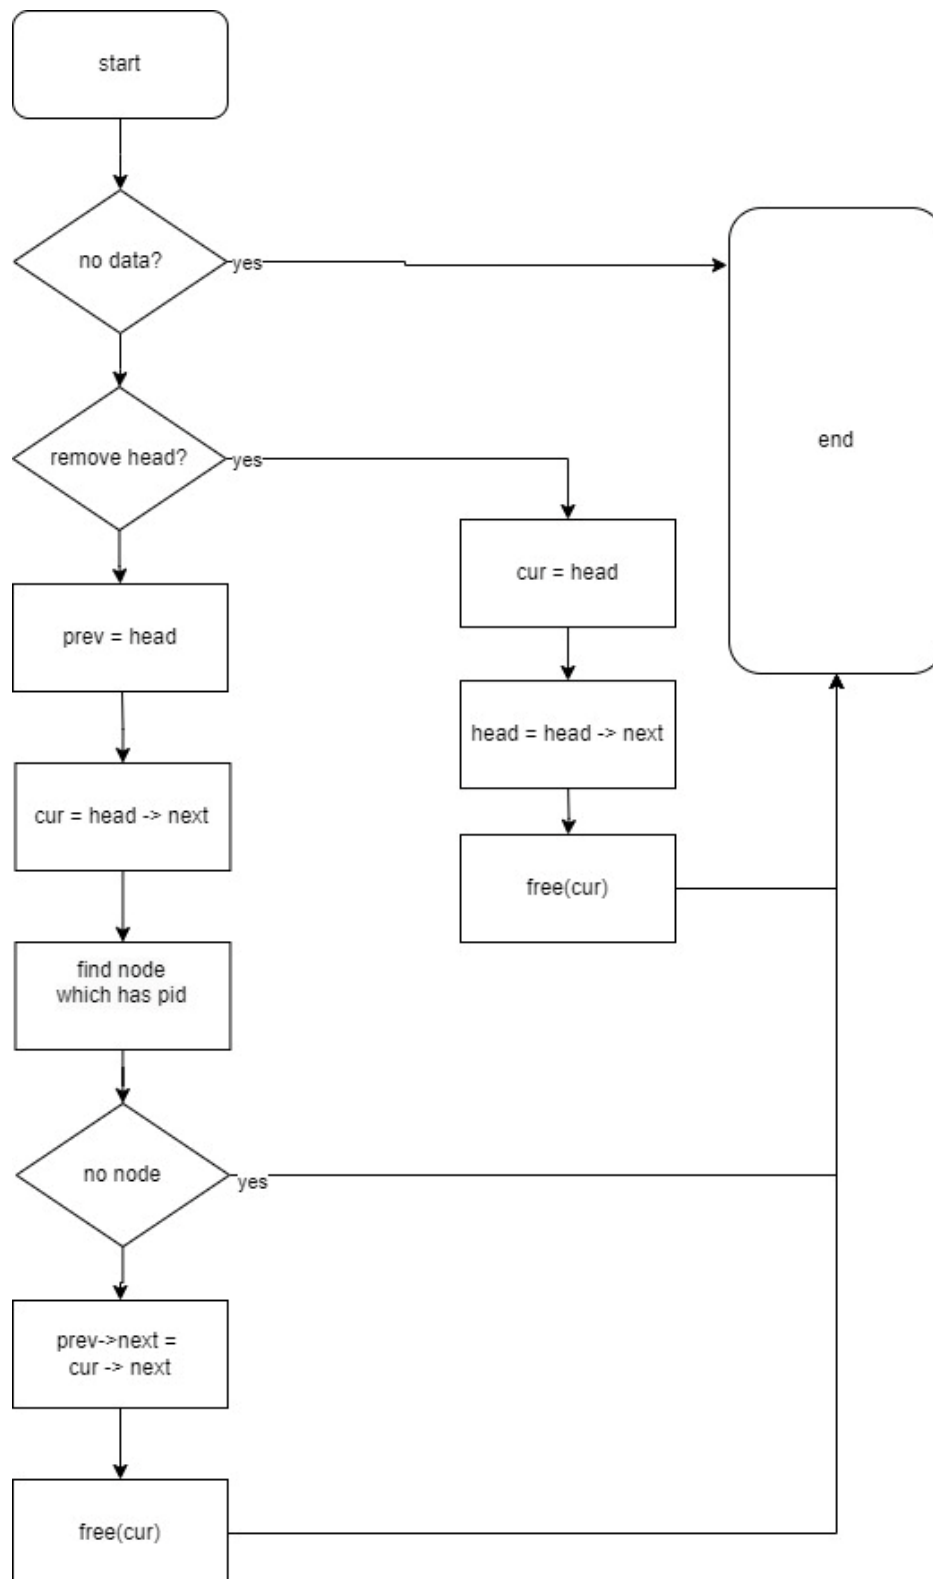 start
no data?
yes
end
remove head?
yes
cur = head
prev = head
head = head -> next
cur = head -> next
free(cur)
find node
which has pid
no node
yes
prev->next =
cur -> next
free(cur)